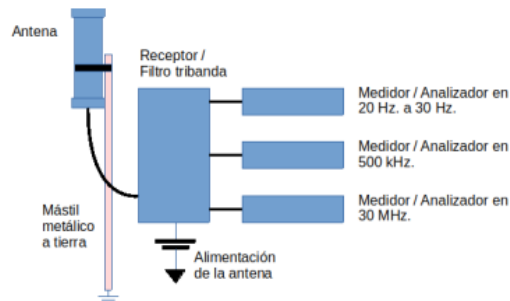 Antena
Receptor /
Filtro tribanda
Medidor / Analizador en
20 Hz. a 30 Hz.
Medidor / Analizador en
500 kHz.
Medidor / Analizador en
30 MHz.
Mástil
metálico
a tierra
Alimentación
de la antena